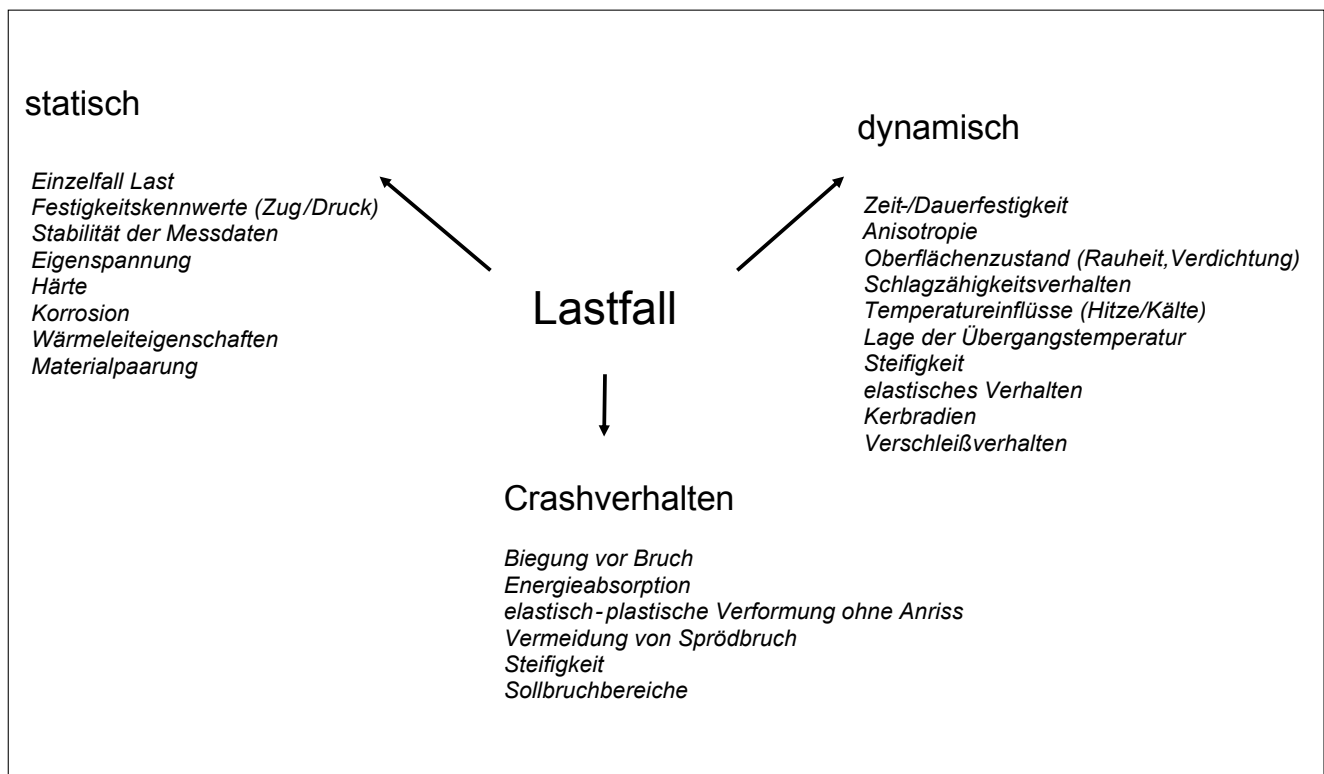 statisch
Einzelfall Last
Festigkeitskennwerte (Zug/Druck)
Stabilität der Messdaten
Eigenspannung
Härte
Korrosion
Wärmeleiteigenschaften
Materialpaarung
dynamisch
Zeit-/Dauerfestigkeit
Anisotropie
Oberflächenzustand (Rauheit,Verdichtung)
Schlagzähigkeitsverhalten
Temperatureinflüsse (Hitze/Kälte)
Lage der Übergangstemperatur
Steifigkeit
elastisches Verhalten
Kerbradien
Verschleißverhalten
Lastfall
Crashverhalten
Biegung vor Bruch
Energieabsorption
elastisch-plastische Verformung ohne Anriss
Vermeidung von Sprödbruch
Steifigkeit
Sollbruchbereiche